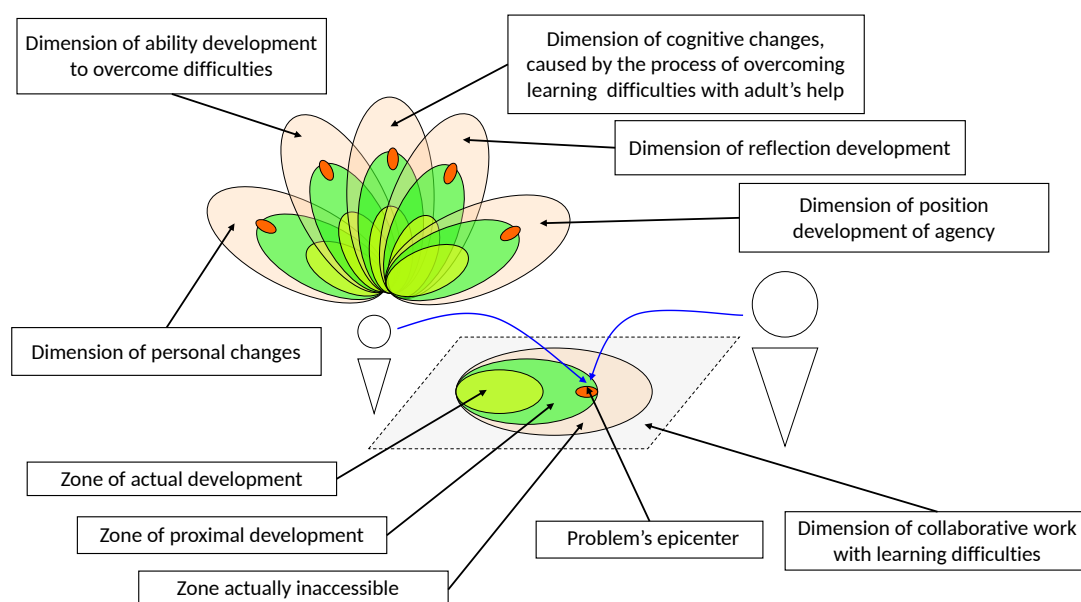 Dimension of ability development
to overcome difficulties
Dimension of cognitive changes,
caused by the process of overcoming
learning difficulties with adult's help
Dimension of reflection development
Dimension of position
development of agency
Dimension of personal changes
Zone of actual development
Zone of proximal development
Problem's epicenter
Dimension of collaborative work
with learning difficulties
Zone actually inaccessible